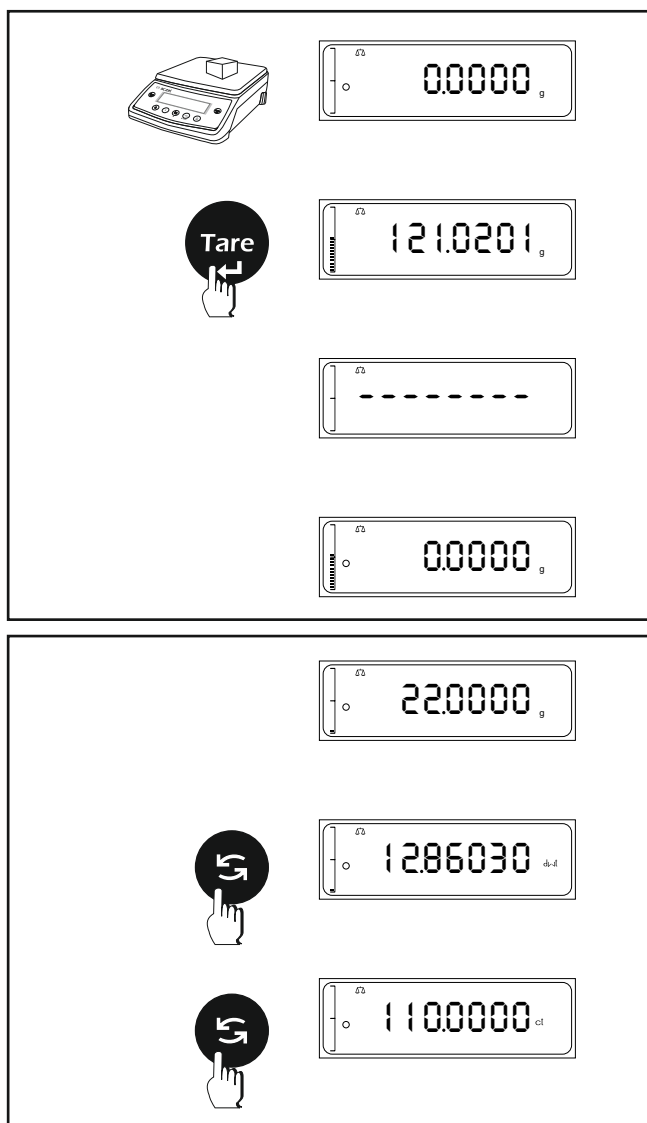 0.0000 g
Tare
121.0201 g
--------
0.0000 g
22.0000 g
12.86030 dwt
110.0000 ct